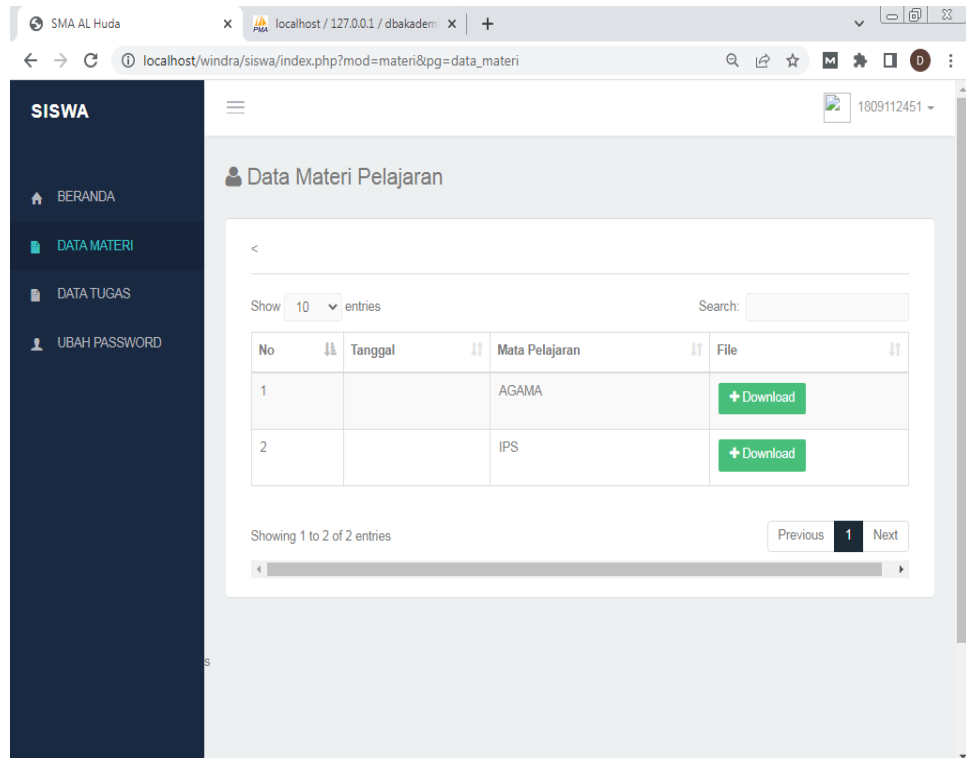 SMA AL Huda
localhost / 127.0.0.1 / dbakadem
localhost/windra/siswa/index.php?mod=materi&pg=data_materi
M
D
SISWA
1809112451
BERANDA
DATA MATERI
DATA TUGAS
UBAH PASSWORD
Data Materi Pelajaran
<
Show 10 entries
Search:
No Tanggal Mata Pelajaran File
1 AGAMA Download
2 IPS Download
Showing 1 to 2 of 2 entries
Previous 1 Next
s